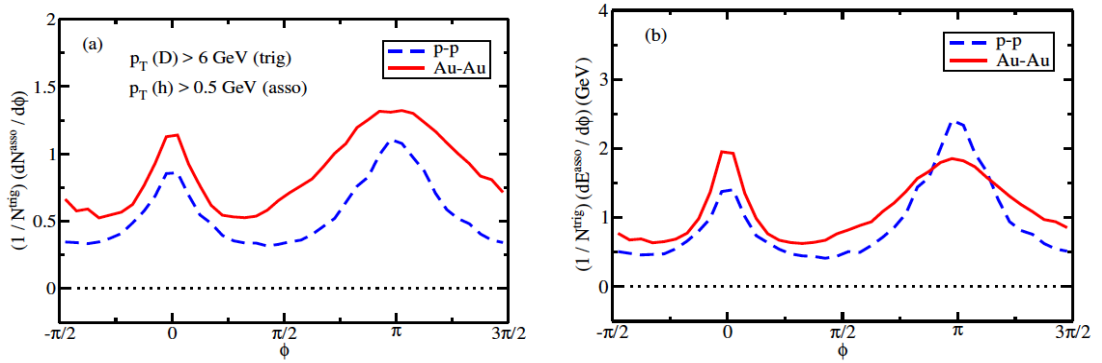 (a)
p_T (D) > 6 GeV (trig)
p_T (h) > 0.5 GeV (asso)
p-p
Au-Au
(1 / N^trig) (dN^asso / dϕ)
2
1.5
1
0.5
0
-π/2
0
π/2
π
3π/2
ϕ
(b)
p-p
Au-Au
(1 / N^trig) (dE^asso / dϕ) (GeV)
4
3
2
1
0
-π/2
0
π/2
π
3π/2
ϕ